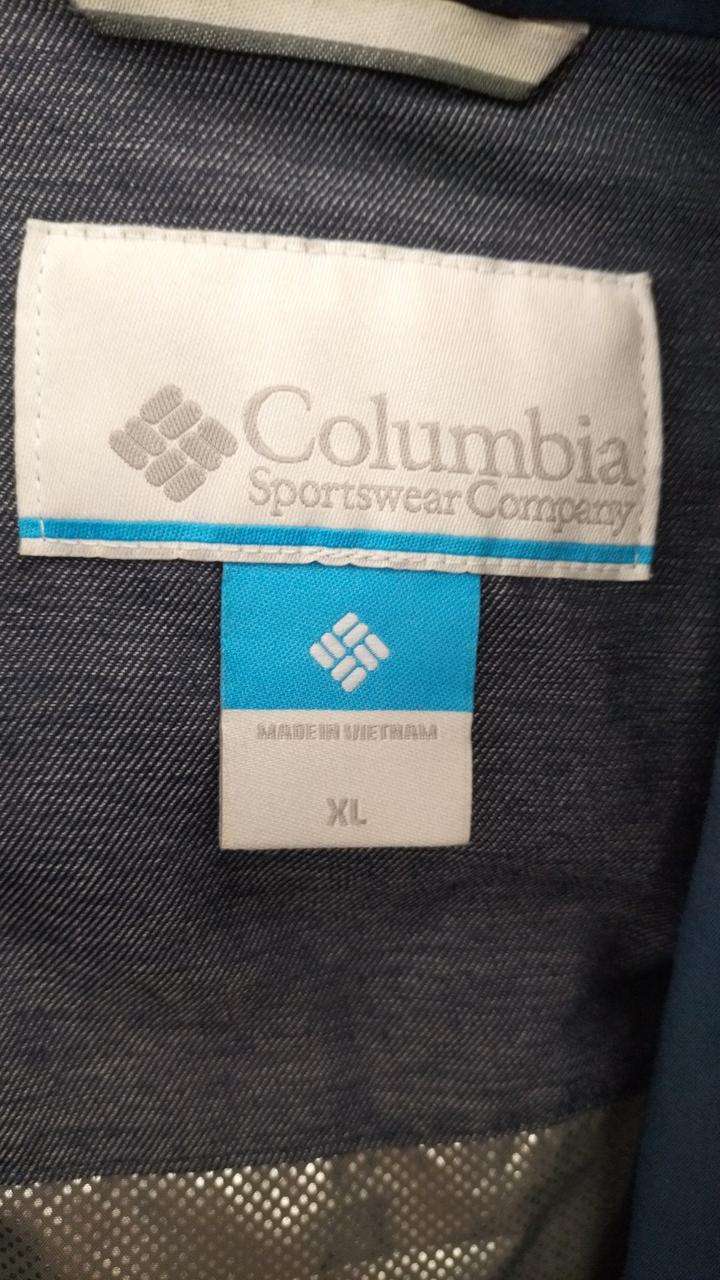 Columbia
Sportswear Company
MADE IN VIETNAM
XL